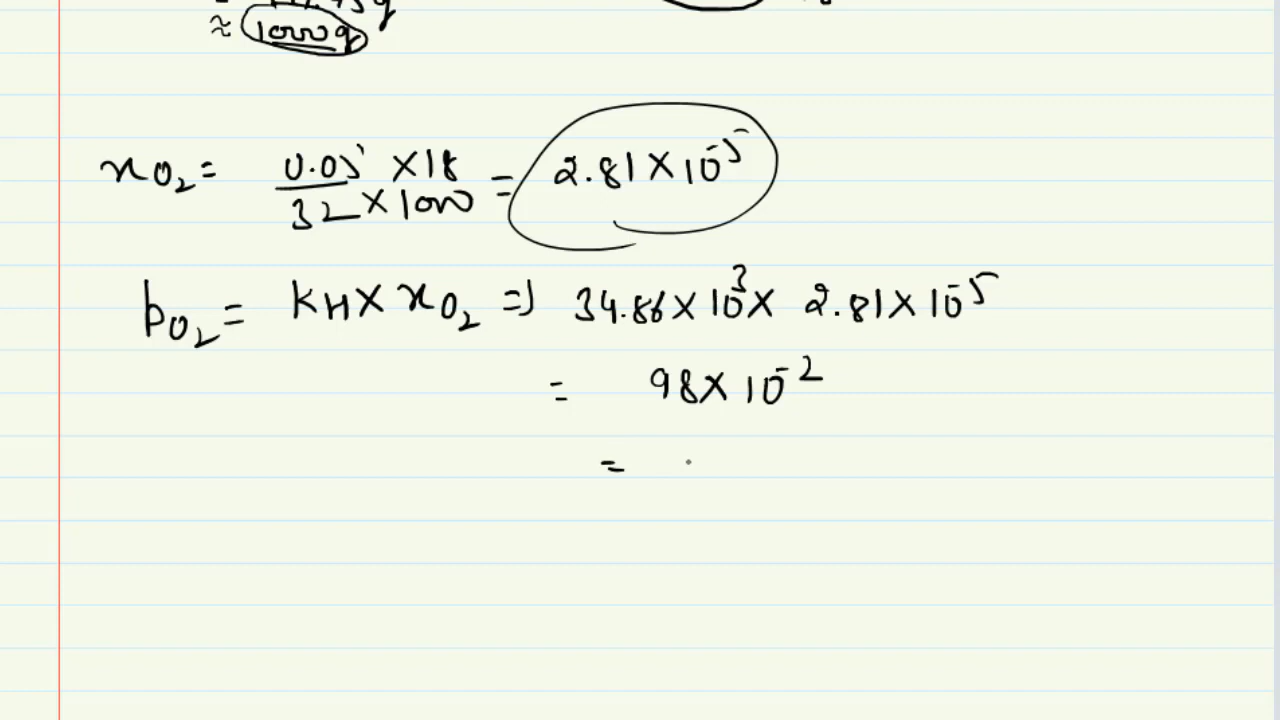 ≈ 1000g
xO₂ = 0.05 × 18 / 32 × 1000 = 2.81 × 10⁻⁵
pO₂ = KH × xO₂ ⇒ 34.86 × 10³ × 2.81 × 10⁻⁵
= 98 × 10⁻²
=